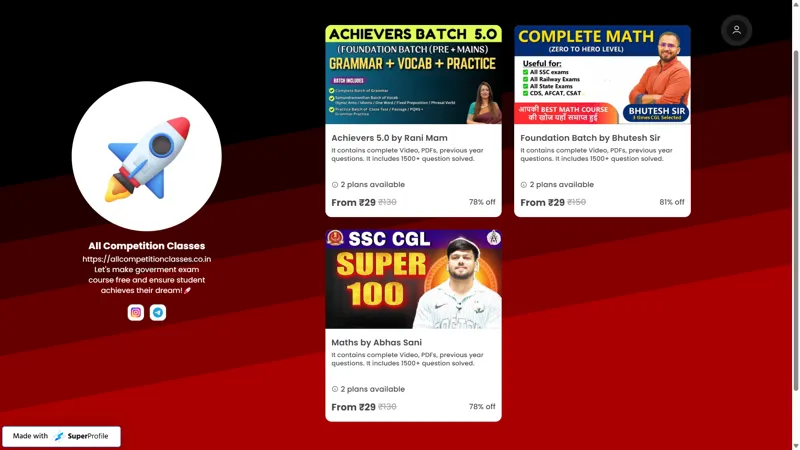 All Competition Classes
https://allcompetitionclasses.co.in
Let's make goverment exam
course free and ensure student
achieves their dream! 🚀
ACHIEVERS BATCH 5.0
(FOUNDATION BATCH (PRE + MAINS)
GRAMMAR + VOCAB + PRACTICE
BATCH INCLUDES
Complete Batch of Grammar
Achievers 5.0 by Rani Mam
It contains complete Video, PDFs, previous year
questions. It includes 1500+ question solved.
2 plans available
From ₹29 ₹130
78% off
COMPLETE MATH
(ZERO TO HERO LEVEL)
Useful for:
All SSC exams
All Railway Exams
All State Exams
CDS, AFCAT, CSAT
आपकी BEST MATH COURSE
की खोज यहाँ समाप्त हुई
BHUTESH SIR
3 times CGL Selected
Foundation Batch by Bhutesh Sir
It contains complete Video, PDFs, previous year
questions. It includes 1500+ question solved.
2 plans available
From ₹29 ₹150
81% off
SSC CGL
SUPER
100
Maths by Abhas Sani
It contains complete Video, PDFs, previous year
questions. It includes 1500+ question solved.
2 plans available
From ₹29 ₹130
78% off
Made with SuperProfile